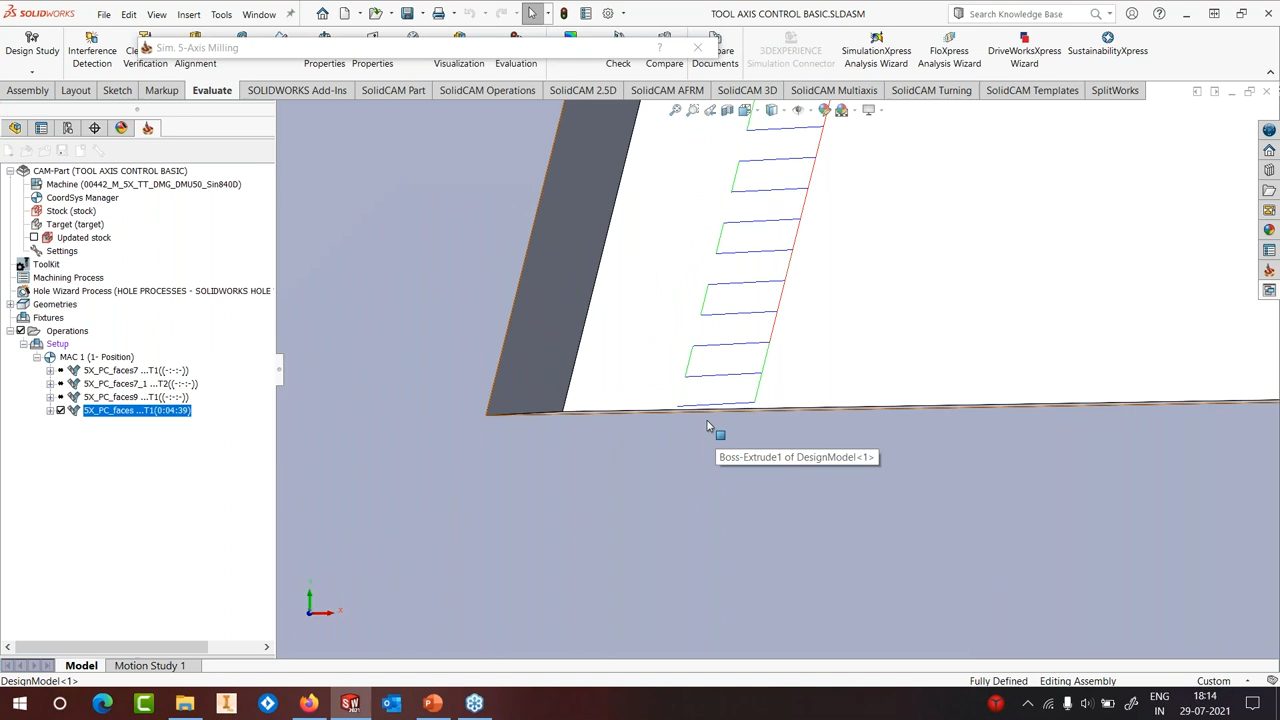 SOLIDWORKS
File Edit View Insert Tools Window
TOOL AXIS CONTROL BASIC.SLDASM
Search Knowledge Base
Sim. 5-Axis Milling
Design Study
Interference Detection
Alignment
Properties
Properties
Visualization
Evaluation
Check
Compare
Documents
3DEXPERIENCE Simulation Connector
SimulationXpress Analysis Wizard
FloXpress Analysis Wizard
DriveWorksXpress Wizard
SustainabilityXpress
Assembly Layout Sketch Markup Evaluate SOLIDWORKS Add-Ins SolidCAM Part SolidCAM Operations SolidCAM 2.5D SolidCAM AFRM SolidCAM 3D SolidCAM Multiaxis SolidCAM Turning SolidCAM Templates SplitWorks
CAM-Part (TOOL AXIS CONTROL BASIC)
Machine (00442_M_5X_TT_DMG_DMU50_Sin840D)
CoordSys Manager
Stock (stock)
Target (target)
Updated stock
Settings
ToolKit
Machining Process
Hole Wizard Process (HOLE PROCESSES - SOLIDWORKS HOLE
Geometries
Fixtures
Operations
Setup
MAC 1 (1- Position)
5X_PC_faces7 ...T1((-:-:-)
5X_PC_faces7_1 ...T2((-:-:-)
5X_PC_faces9 ...T1((-:-:-)
5X_PC_faces ...T1(0:04:39)
Boss-Extrude1 of DesignModel<1>
Y
X
Model Motion Study 1
DesignModel<1>
Fully Defined Editing Assembly Custom
ENG
IN
18:14
29-07-2021